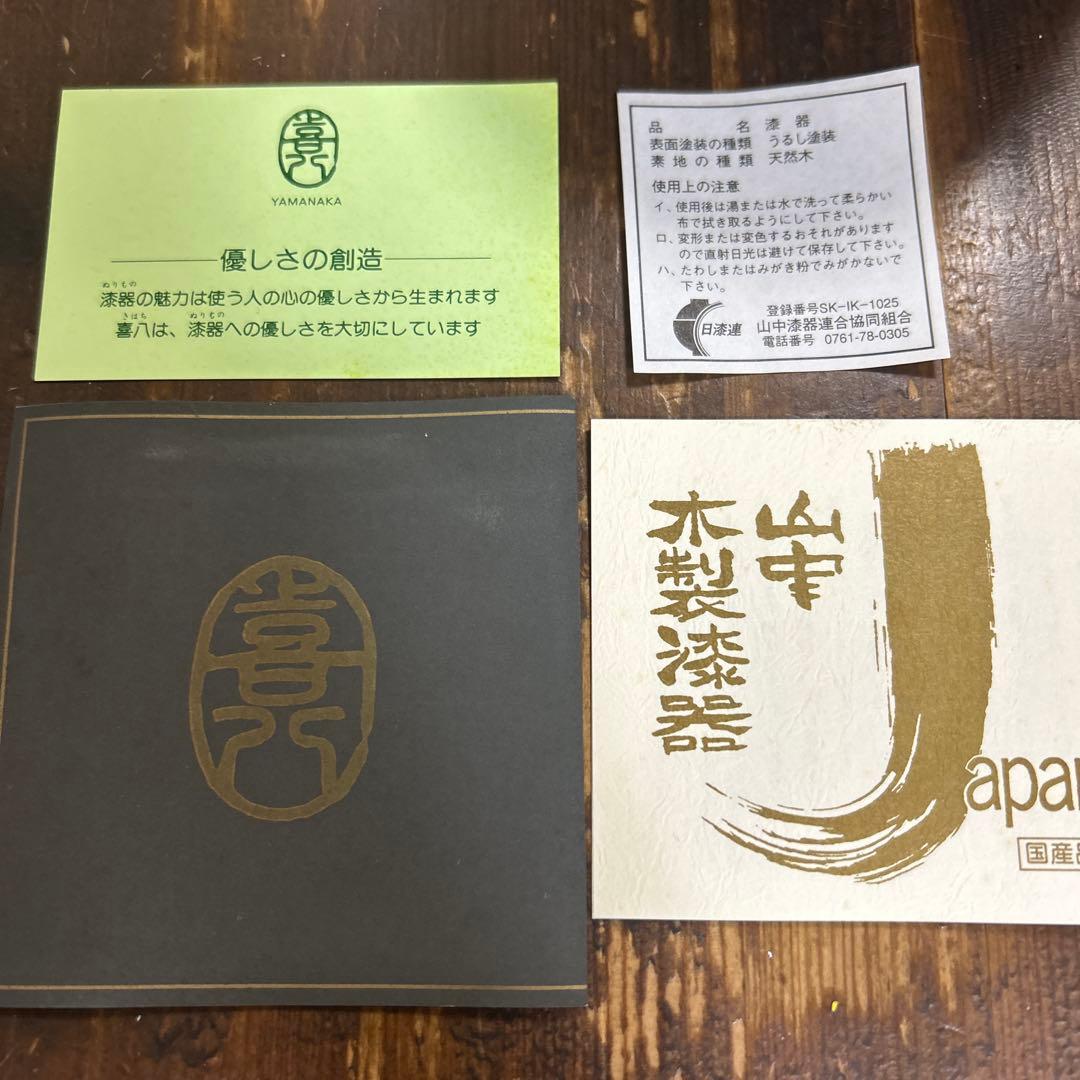 喜八
YAMANAKA
優しさの創造
ぬりもの
漆器の魅力は使う人の心の優しさから生まれます
きはち ぬりもの
喜八は、漆器への優しさを大切にしています
品名 漆器
表面塗装の種類 うるし塗装
素地の種類 天然木
使用上の注意
イ、使用後は湯または水で洗って柔らかい
布で拭き取るようにして下さい。
ロ、変形または変色するおそれがあります
ので直射日光は避けて保存して下さい。
ハ、たわしまたはみがき粉でみがかないで
下さい。
日漆連
登録番号SK-IK-1025
山中漆器連合協同組合
電話番号 0761-78-0305
喜八
山中
木製漆器
Japan
国産品